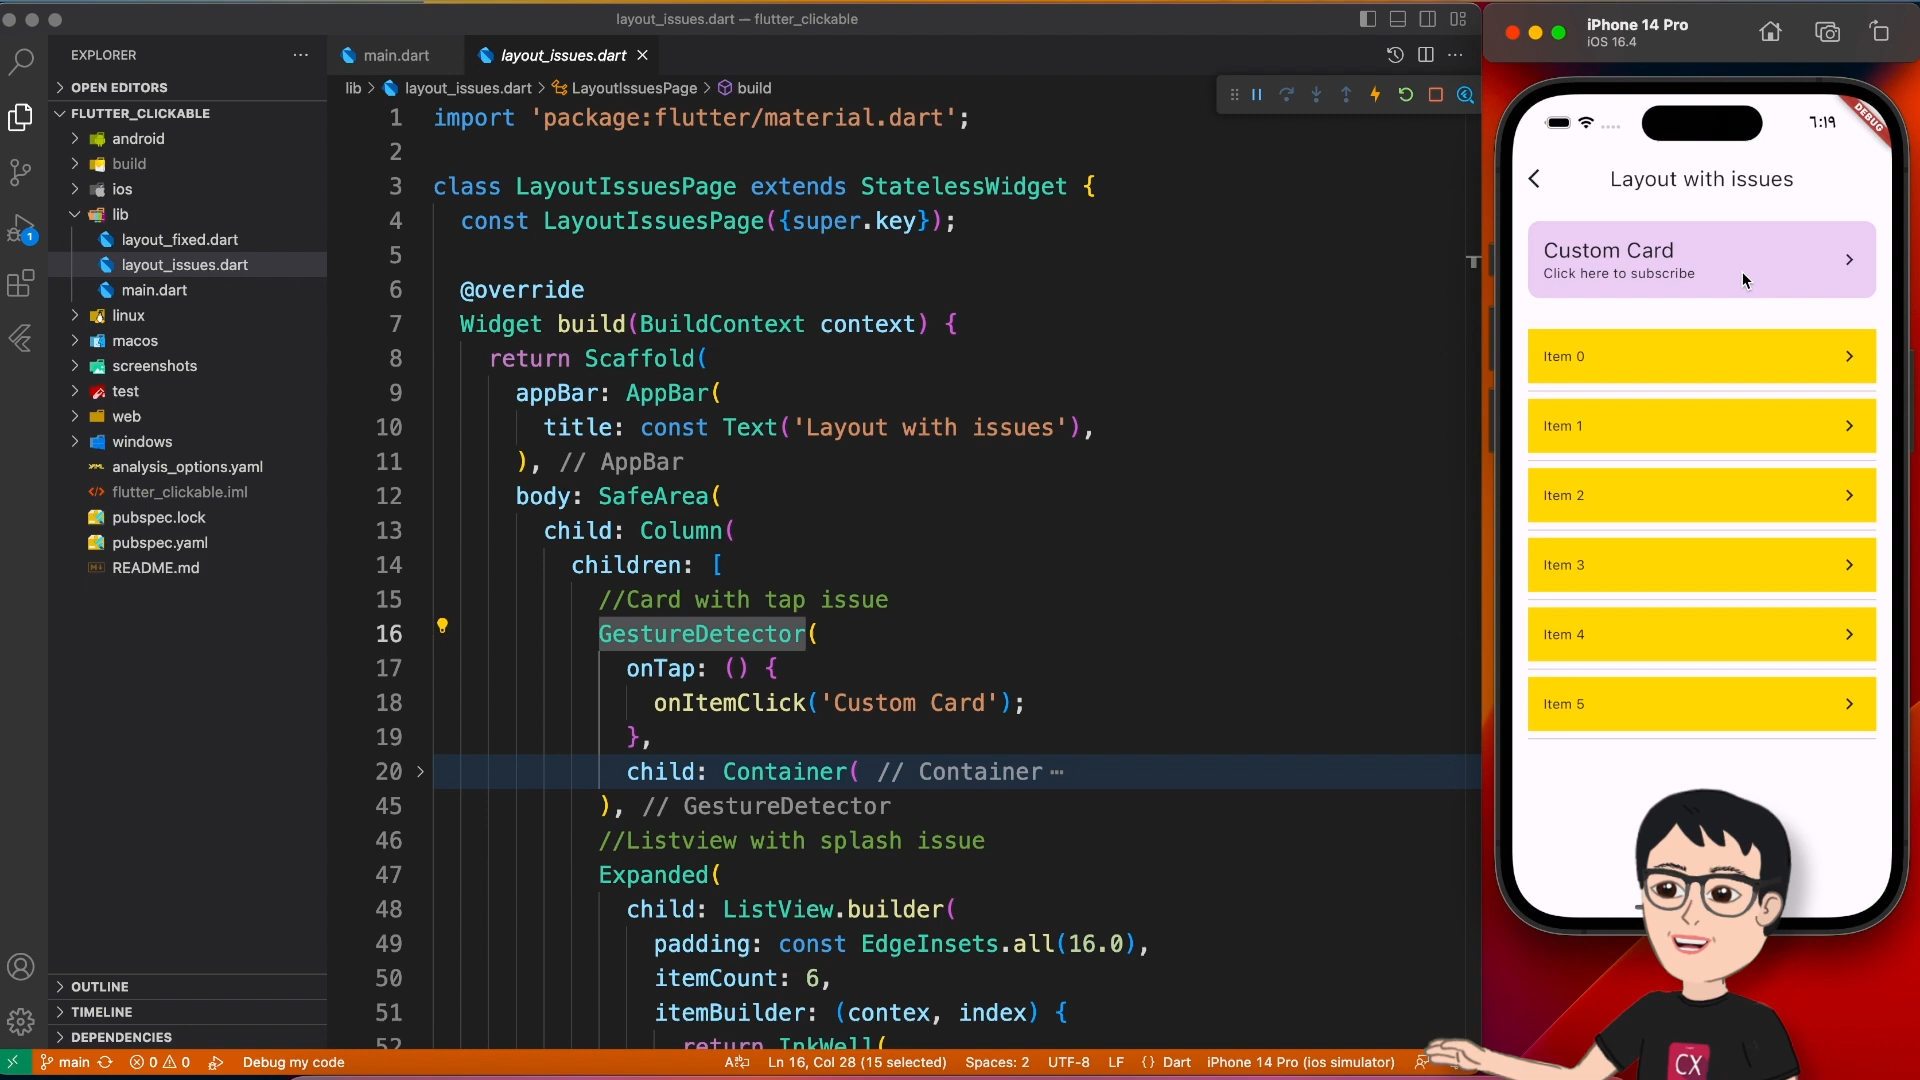 layout_issues.dart — flutter_clickable
EXPLORER
OPEN EDITORS
FLUTTER_CLICKABLE
android
build
ios
lib
layout_fixed.dart
layout_issues.dart
main.dart
linux
macos
screenshots
test
web
windows
analysis_options.yaml
flutter_clickable.iml
pubspec.lock
pubspec.yaml
README.md
OUTLINE
TIMELINE
DEPENDENCIES
1
main.dart
layout_issues.dart
lib > layout_issues.dart > LayoutIssuesPage > build
1 import 'package:flutter/material.dart';
2
3 class LayoutIssuesPage extends StatelessWidget {
4 const LayoutIssuesPage({super.key});
5
6 @override
7 Widget build(BuildContext context) {
8 return Scaffold(
9 appBar: AppBar(
10 title: const Text('Layout with issues'),
11 ), // AppBar
12 body: SafeArea(
13 child: Column(
14 children: [
15 //Card with tap issue
16 GestureDetector(
17 onTap: () {
18 onItemClick('Custom Card');
19 },
20 child: Container( // Container ⋯
45 ), // GestureDetector
46 //Listview with splash issue
47 Expanded(
48 child: ListView.builder(
49 padding: const EdgeInsets.all(16.0),
50 itemCount: 6,
51 itemBuilder: (contex, index) {
52 return InkWell(
main 0 0 Debug my code Ln 16, Col 28 (15 selected) Spaces: 2 UTF-8 LF {} Dart iPhone 14 Pro (ios simulator)
iPhone 14 Pro
iOS 16.4
7:19
DEBUG
Layout with issues
Custom Card
Click here to subscribe
Item 0
Item 1
Item 2
Item 3
Item 4
Item 5
CX